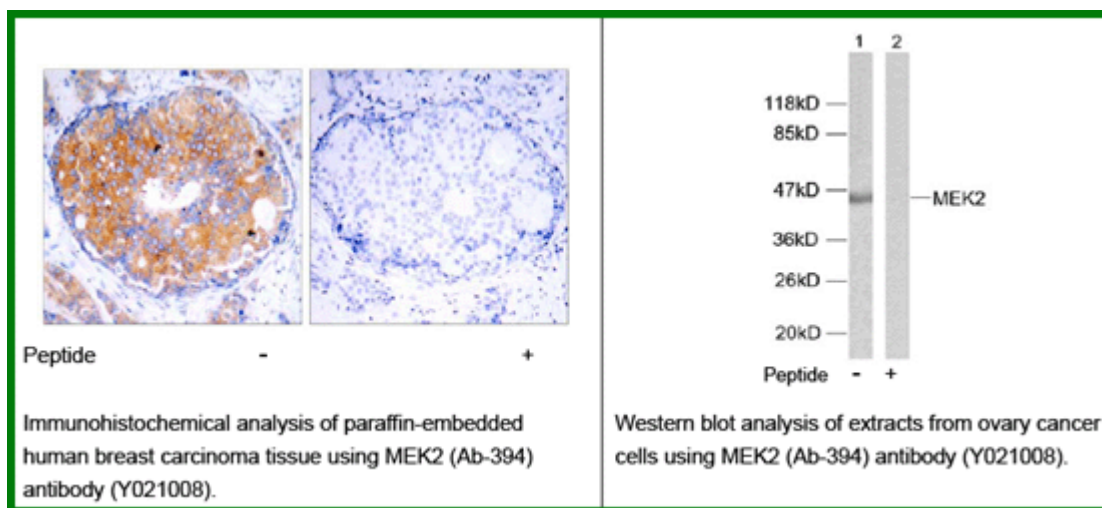 Peptide - +
Immunohistochemical analysis of paraffin-embedded
human breast carcinoma tissue using MEK2 (Ab-394)
antibody (Y021008).
1 2
118kD
85kD
47kD
MEK2
36kD
26kD
20kD
Peptide - +
Western blot analysis of extracts from ovary cancer
cells using MEK2 (Ab-394) antibody (Y021008).